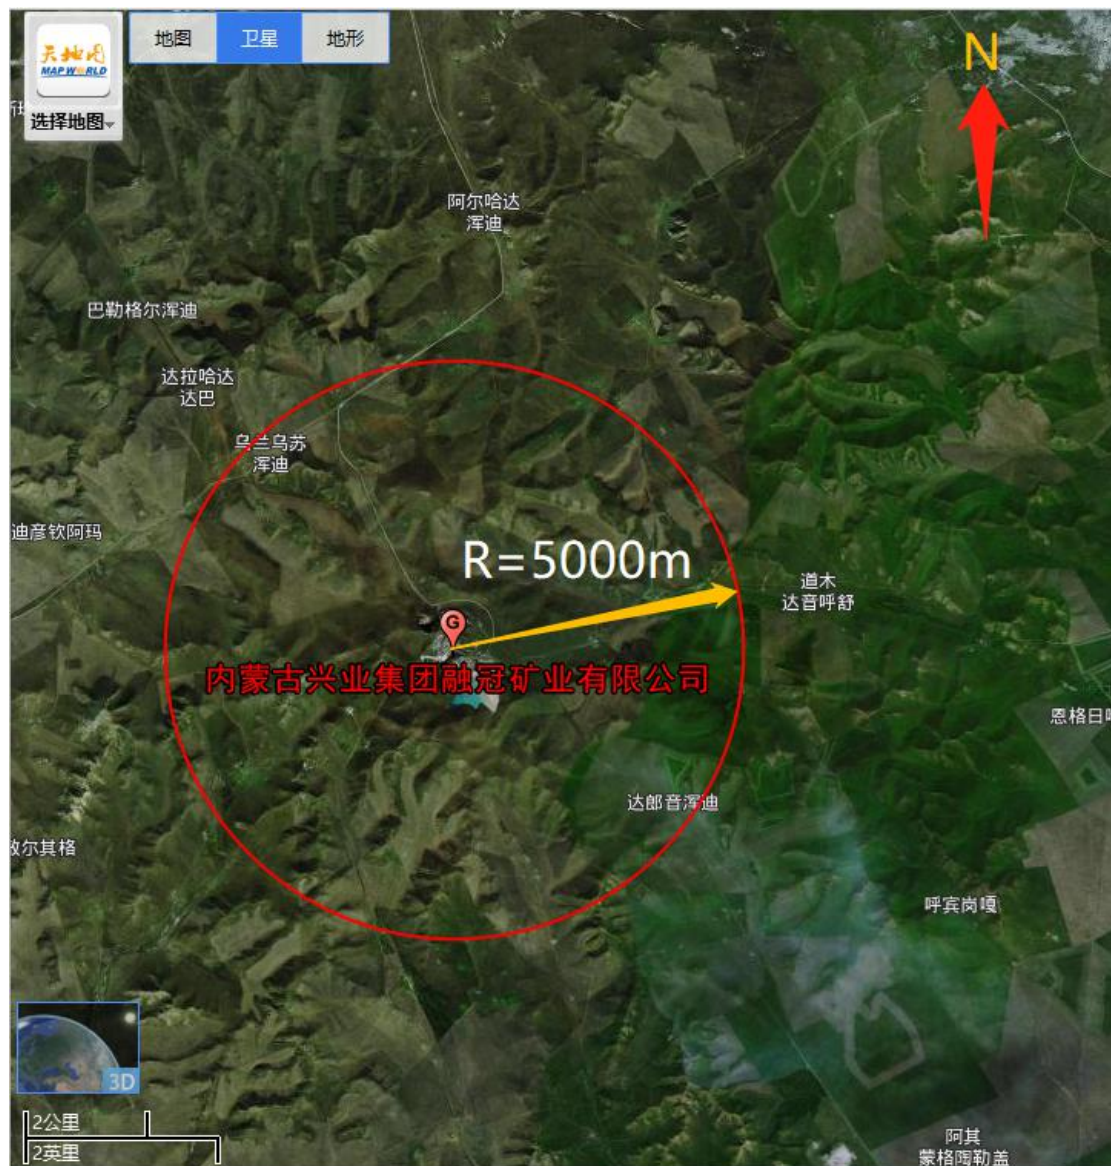 天地图
MAP WORLD
选择地图
地图
卫星
地形
N
阿尔哈达
浑迪
巴勒格尔浑迪
达拉哈达
达巴
乌兰乌苏
浑迪
迪彦钦阿玛
R=5000m
道木
达音呼舒
G
内蒙古兴业集团融冠矿业有限公司
恩格日
达郎音浑迪
尔其格
呼宾岗嘎
3D
2公里
2英里
阿其
蒙格陶勒盖